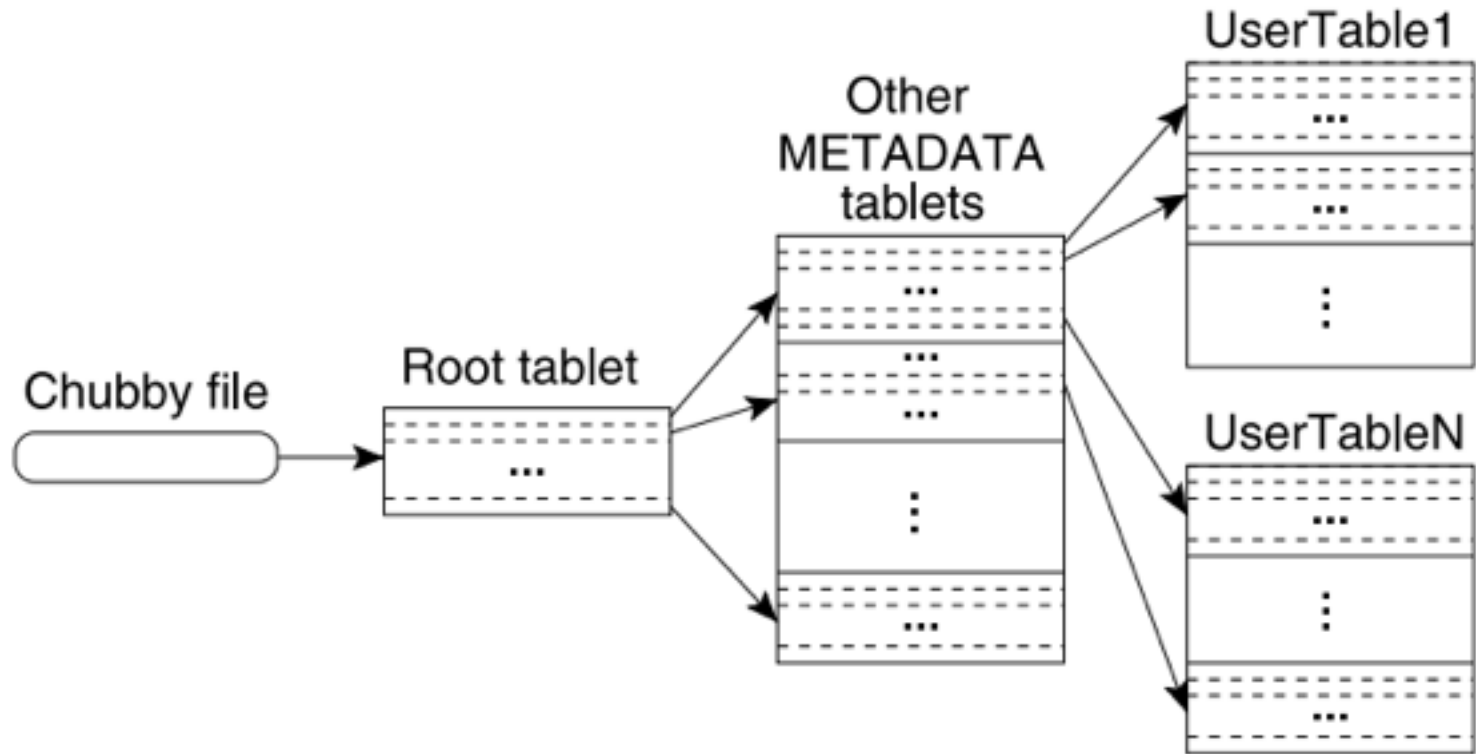 Chubby file
Root tablet
...
Other
METADATA
tablets
...
...
...
⋮
...
UserTable1
...
...
⋮
UserTableN
...
⋮
...